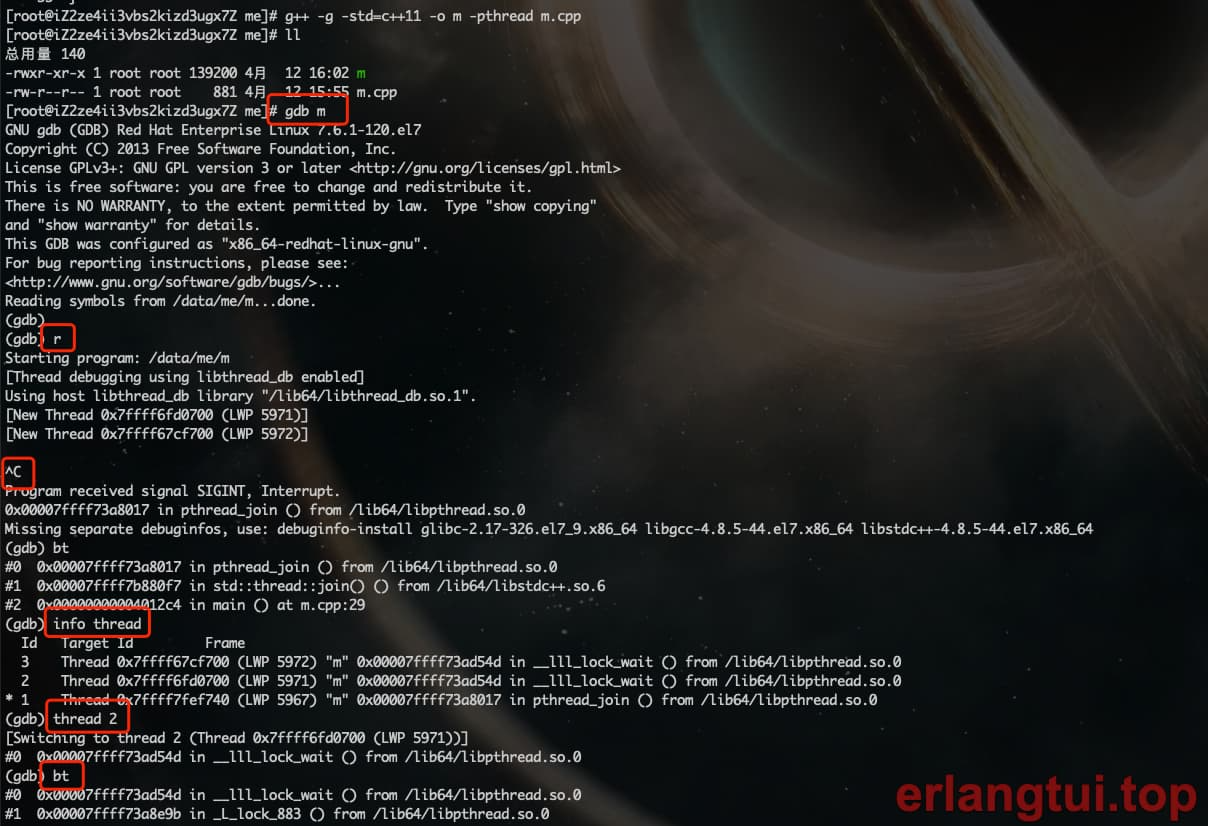 [root@iZ2ze4ii3vbs2kizd3ugx7Z me]# g++ -g -std=c++11 -o m -pthread m.cpp
[root@iZ2ze4ii3vbs2kizd3ugx7Z me]# ll
总用量 140
-rwxr-xr-x 1 root root 139200 4月  12 16:02 m
-rw-r--r-- 1 root root    881 4月  12 15:55 m.cpp
[root@iZ2ze4ii3vbs2kizd3ugx7Z me]# gdb m
GNU gdb (GDB) Red Hat Enterprise Linux 7.6.1-120.el7
Copyright (C) 2013 Free Software Foundation, Inc.
License GPLv3+: GNU GPL version 3 or later <http://gnu.org/licenses/gpl.html>
This is free software: you are free to change and redistribute it.
There is NO WARRANTY, to the extent permitted by law.  Type "show copying"
and "show warranty" for details.
This GDB was configured as "x86_64-redhat-linux-gnu".
For bug reporting instructions, please see:
<http://www.gnu.org/software/gdb/bugs/>...
Reading symbols from /data/me/m...done.
(gdb)
(gdb) r
Starting program: /data/me/m
[Thread debugging using libthread_db enabled]
Using host libthread_db library "/lib64/libthread_db.so.1".
[New Thread 0x7ffff6fd0700 (LWP 5971)]
[New Thread 0x7ffff67cf700 (LWP 5972)]
^C
Program received signal SIGINT, Interrupt.
0x00007ffff73a8017 in pthread_join () from /lib64/libpthread.so.0
Missing separate debuginfos, use: debuginfo-install glibc-2.17-326.el7_9.x86_64 libgcc-4.8.5-44.el7.x86_64 libstdc++-4.8.5-44.el7.x86_64
(gdb) bt
#0  0x00007ffff73a8017 in pthread_join () from /lib64/libpthread.so.0
#1  0x00007ffff7b880f7 in std::thread::join() () from /lib64/libstdc++.so.6
#2  0x00000000004012c4 in main () at m.cpp:29
(gdb) info thread
  Id   Target Id         Frame
  3    Thread 0x7ffff67cf700 (LWP 5972) "m" 0x00007ffff73ad54d in __lll_lock_wait () from /lib64/libpthread.so.0
  2    Thread 0x7ffff6fd0700 (LWP 5971) "m" 0x00007ffff73ad54d in __lll_lock_wait () from /lib64/libpthread.so.0
* 1    Thread 0x7ffff7fef740 (LWP 5967) "m" 0x00007ffff73a8017 in pthread_join () from /lib64/libpthread.so.0
(gdb) thread 2
[Switching to thread 2 (Thread 0x7ffff6fd0700 (LWP 5971))]
#0  0x00007ffff73ad54d in __lll_lock_wait () from /lib64/libpthread.so.0
(gdb) bt
#0  0x00007ffff73ad54d in __lll_lock_wait () from /lib64/libpthread.so.0
#1  0x00007ffff73a8e9b in _L_lock_883 () from /lib64/libpthread.so.0
erlangtui.top